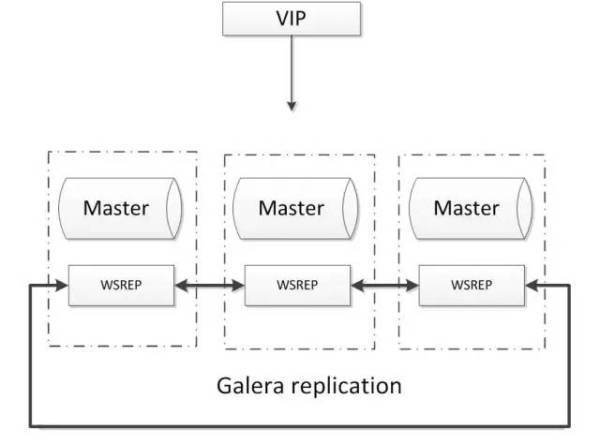 VIP
Master
Master
Master
WSREP
WSREP
WSREP
Galera replication